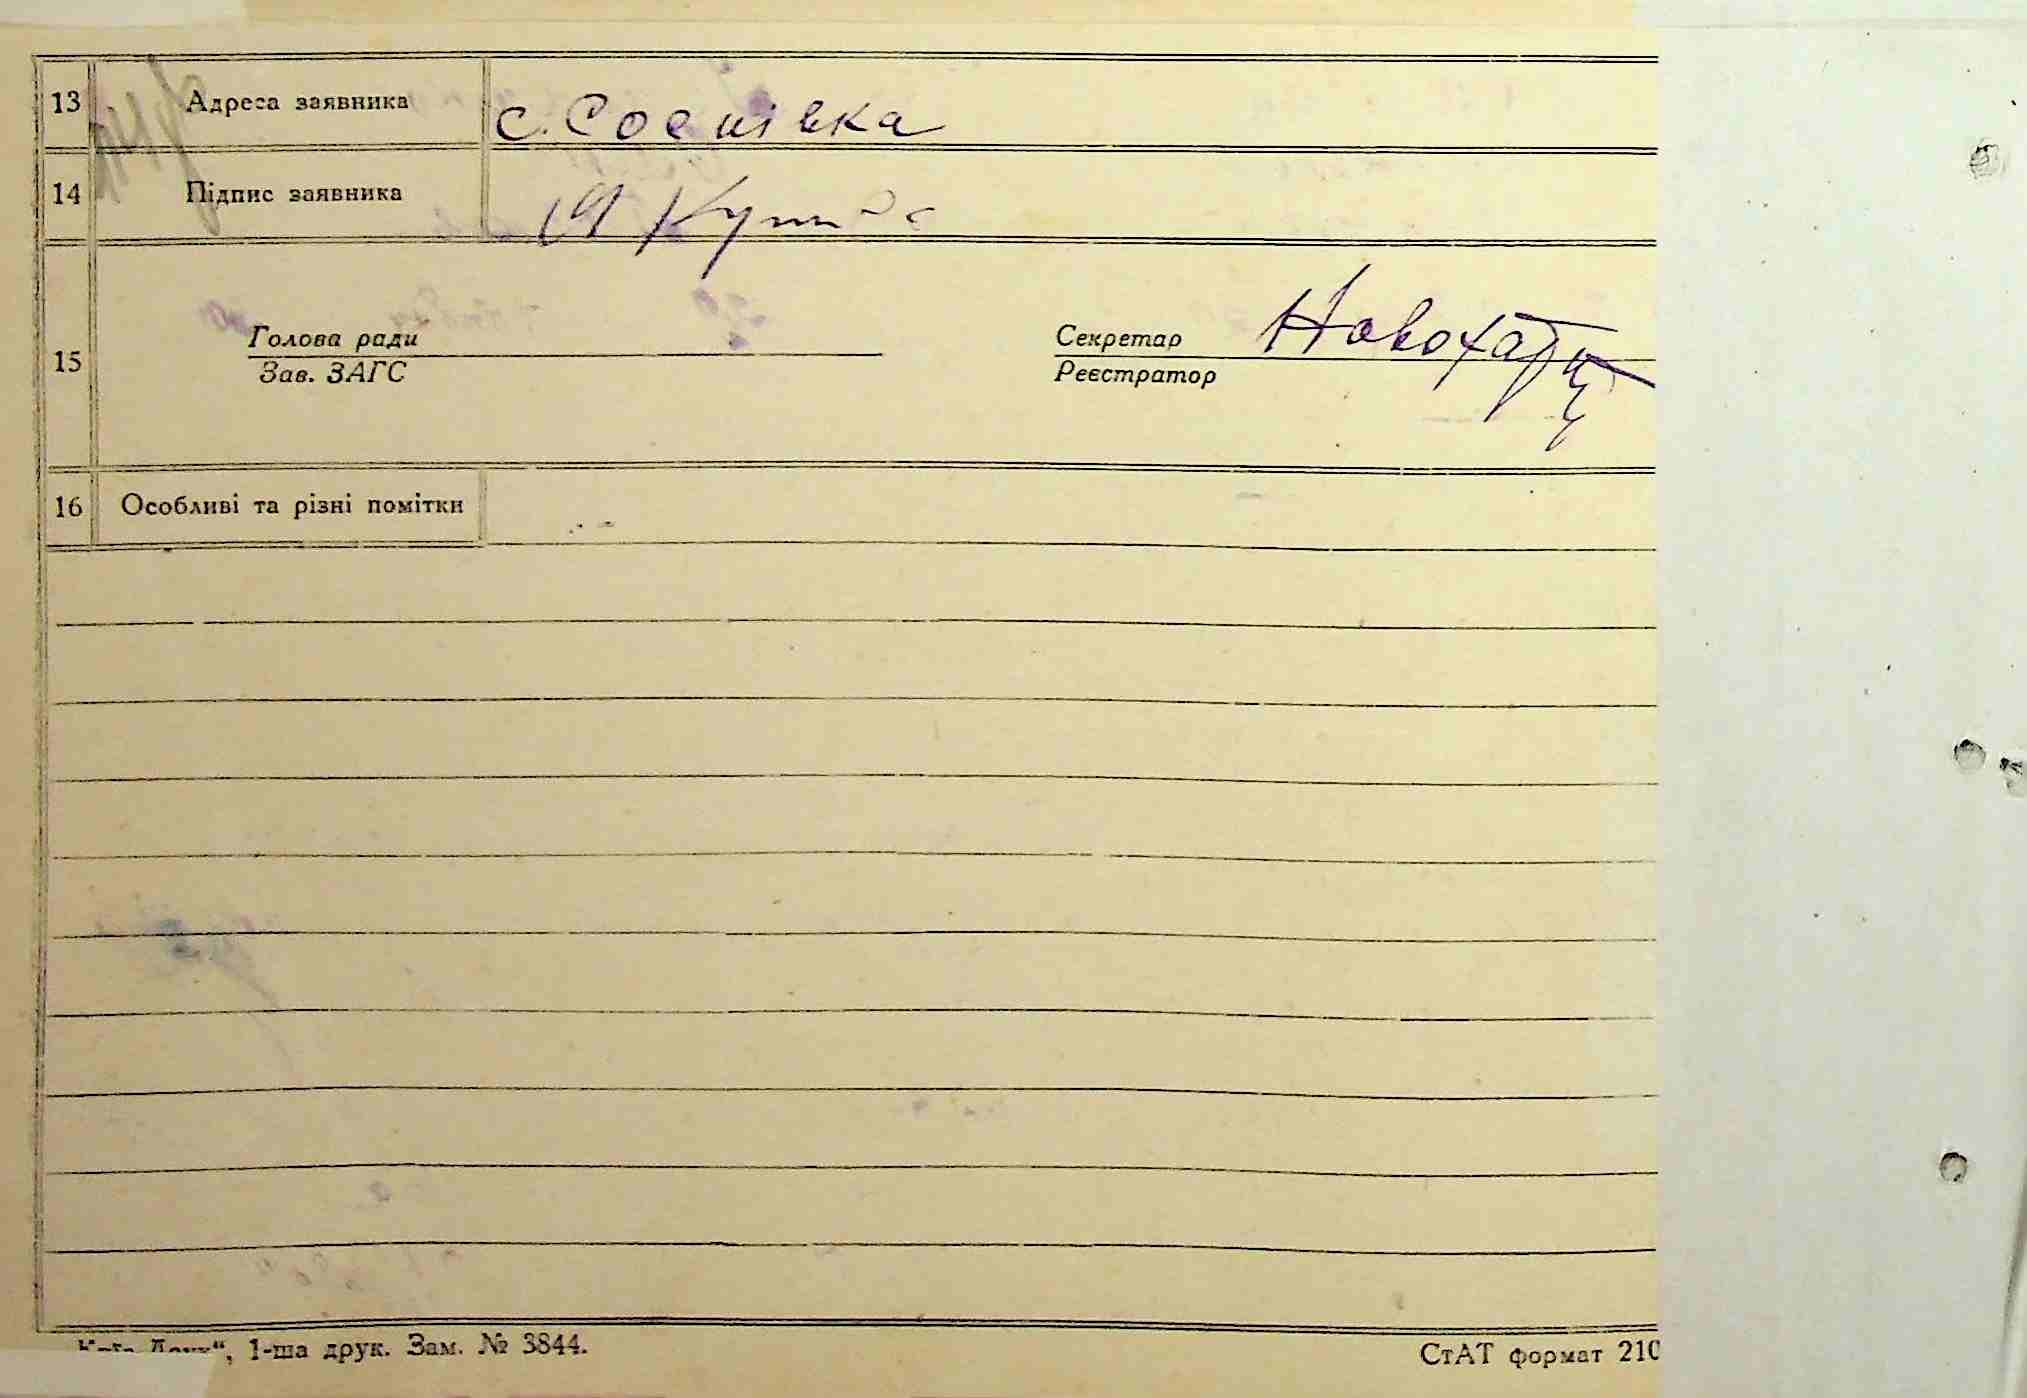 13 Адреса заявника с. Соснівка
14 Підпис заявника
15 Голова ради Секретар
Зав. ЗАГС Реєстратор
16 Особливі та різні помітки
1-ша друк. Зам. № 3844. СтАТ формат 210